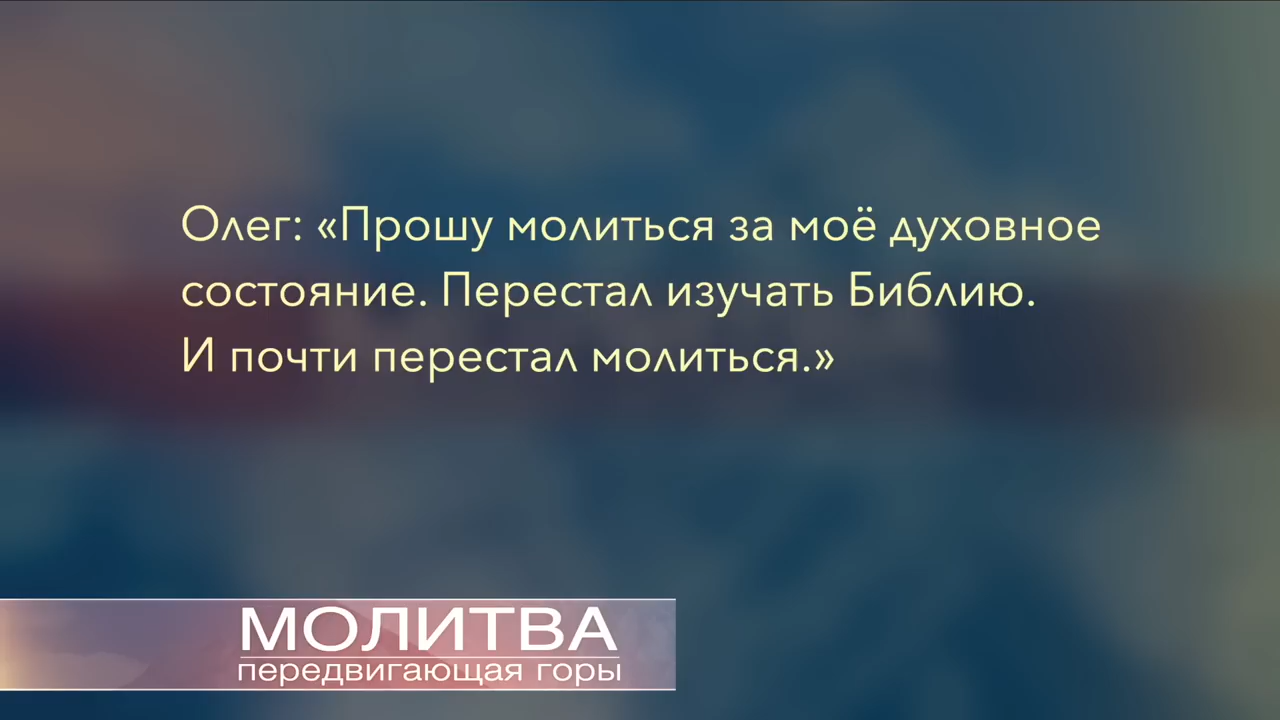 Олег: «Прошу молиться за моё духовное
состояние. Перестал изучать Библию.
И почти перестал молиться.»
МОЛИТВА
передвигающая горы